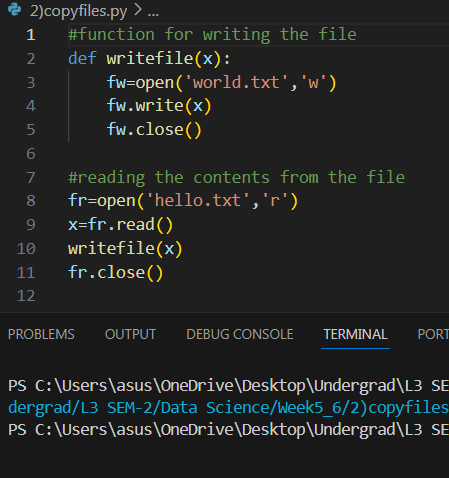 2)copyfiles.py > ...
1 #function for writing the file
2 def writefile(x):
3     fw=open('world.txt','w')
4     fw.write(x)
5     fw.close()
6
7 #reading the contents from the file
8 fr=open('hello.txt','r')
9 x=fr.read()
10 writefile(x)
11 fr.close()
12
PROBLEMS OUTPUT DEBUG CONSOLE TERMINAL PORT
PS C:\Users\asus\OneDrive\Desktop\Undergrad\L3 SE
dergrad/L3 SEM-2/Data Science/Week5_6/2)copyfiles
PS C:\Users\asus\OneDrive\Desktop\Undergrad\L3 SE